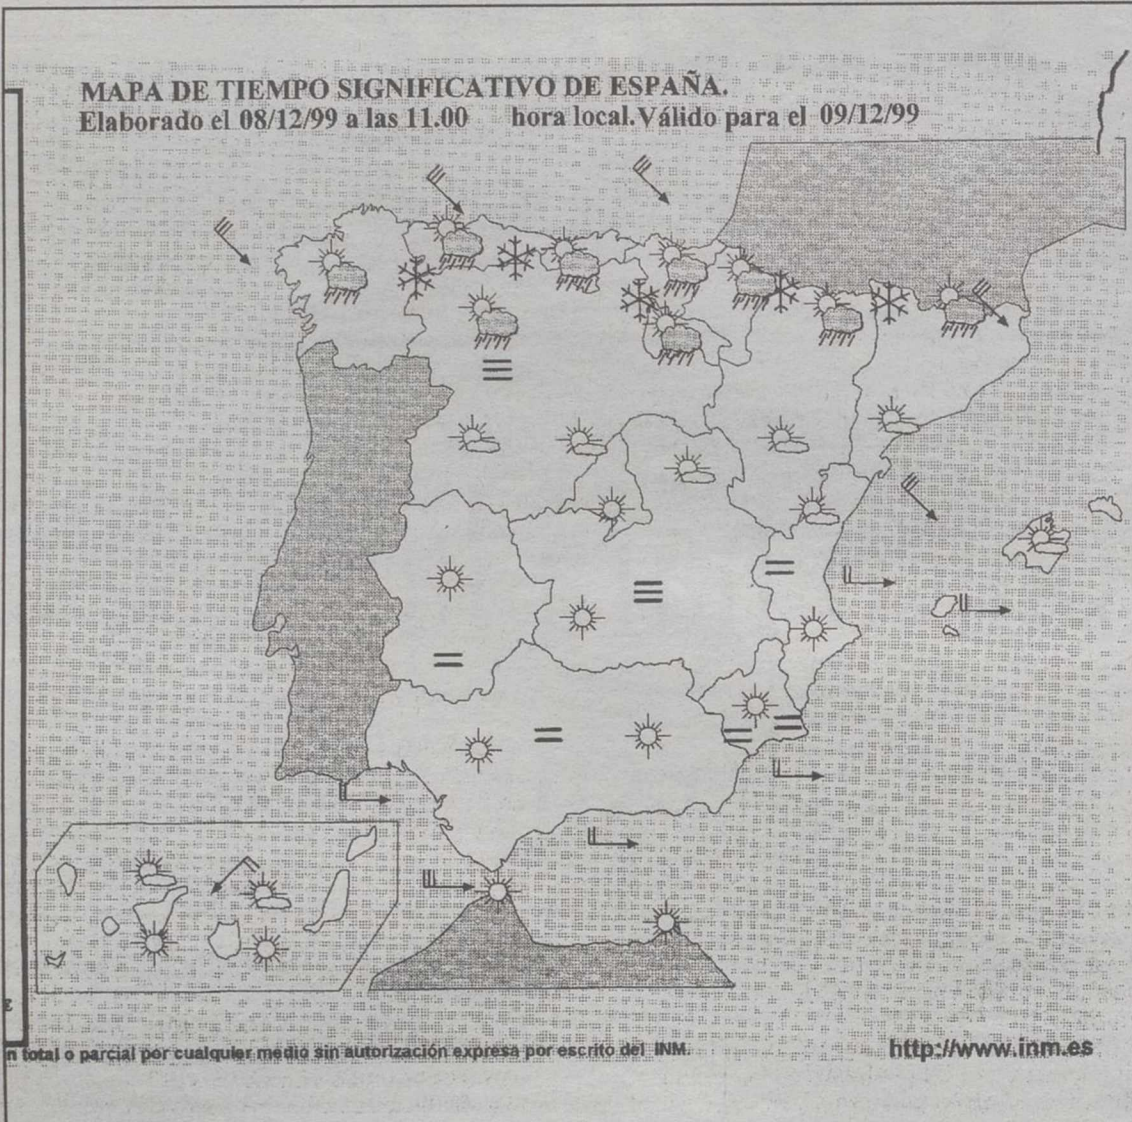 MAPA DE TIEMPO SIGNIFICATIVO DE ESPAÑA.
Elaborado el 08/12/99 a las 11.00 hora local.Válido para el 09/12/99
n total o parcial por cualquier medio sin autorización expresa por escrito del INM.
http://www.inm.es